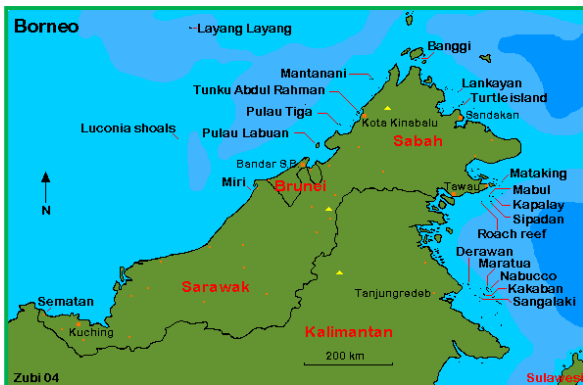 Borneo
Layang Layang
Banggi
Mantanani
Lankayan
Tunku Abdul Rahman
Turtle island
Pulau Tiga
Kota Kinabalu
Sandakan
Luconia shoals
Pulau Labuan
Sabah
Bandar S.B.
Mataking
Miri
Brunei
Tawau
Mabul
Kapalay
N
Sipadan
Roach reef
Derawan
Maratua
Nabucco
Sarawak
Kakaban
Tanjungredeb
Sangalaki
Sematan
Kuching
Kalimantan
200 km
Zubi 04
Sulawesi